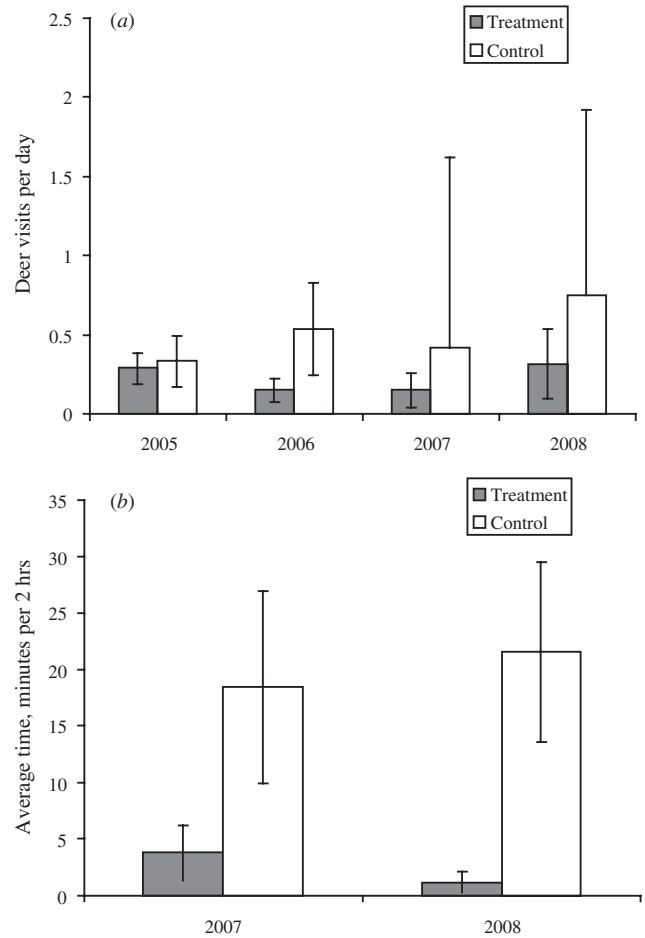 (a)
Treatment
Control
2.5
2
1.5
1
0.5
0
Deer visits per day
2005 2006 2007 2008
(b)
Treatment
Control
35
30
25
20
15
10
5
0
Average time, minutes per 2 hrs
2007 2008